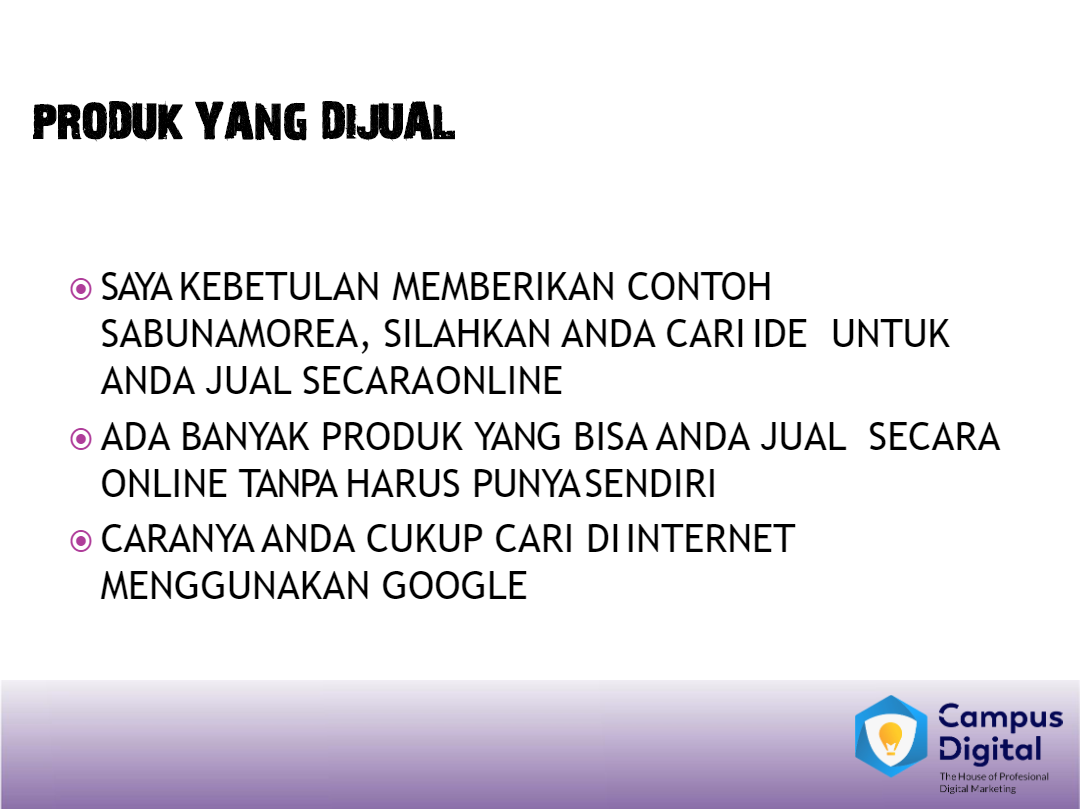 PRODUK YANG DIJUAL
SAYA KEBETULAN MEMBERIKAN CONTOH
SABUNAMOREA, SILAHKAN ANDA CARI IDE UNTUK
ANDA JUAL SECARAONLINE
ADA BANYAK PRODUK YANG BISA ANDA JUAL SECARA
ONLINE TANPA HARUS PUNYASENDIRI
CARANYA ANDA CUKUP CARI DI INTERNET
MENGGUNAKAN GOOGLE
Campus
Digital
The House of Profesional
Digital Marketing